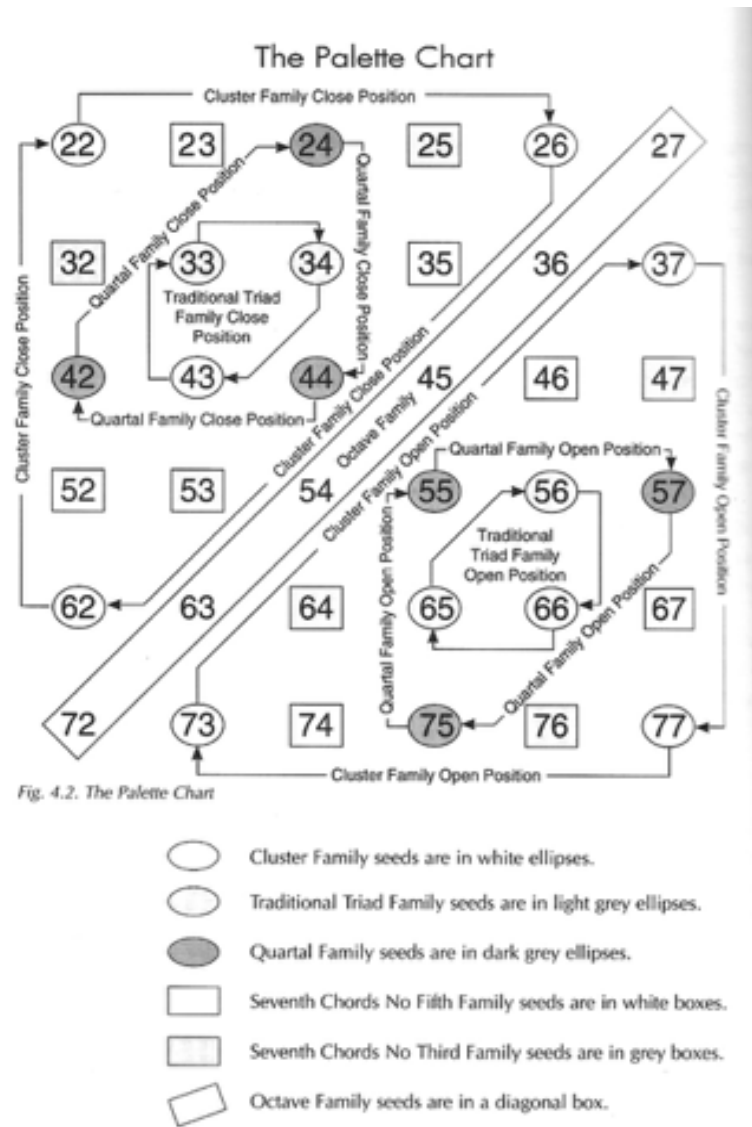 The Palette Chart
Cluster Family Close Position
22 23 24 25 26 27
Quartal Family Close Position
Quartal Family Close Position
32 33 34 35 36 37
Traditional Triad
Family Close
Position
Cluster Family Close Position
42 43 44 45 46 47
Quartal Family Close Position
Cluster Family Close Position
Octave Family
Cluster Family Open Position
Cluster Family Open Position
Quartal Family Open Position
52 53 54 55 56 57
Traditional
Triad Family
Open Position
Quartal Family Open Position
Quartal Family Open Position
62 63 64 65 66 67
72 73 74 75 76 77
Cluster Family Open Position
Fig. 4.2. The Palette Chart
Cluster Family seeds are in white ellipses.
Traditional Triad Family seeds are in light grey ellipses.
Quartal Family seeds are in dark grey ellipses.
Seventh Chords No Fifth Family seeds are in white boxes.
Seventh Chords No Third Family seeds are in grey boxes.
Octave Family seeds are in a diagonal box.